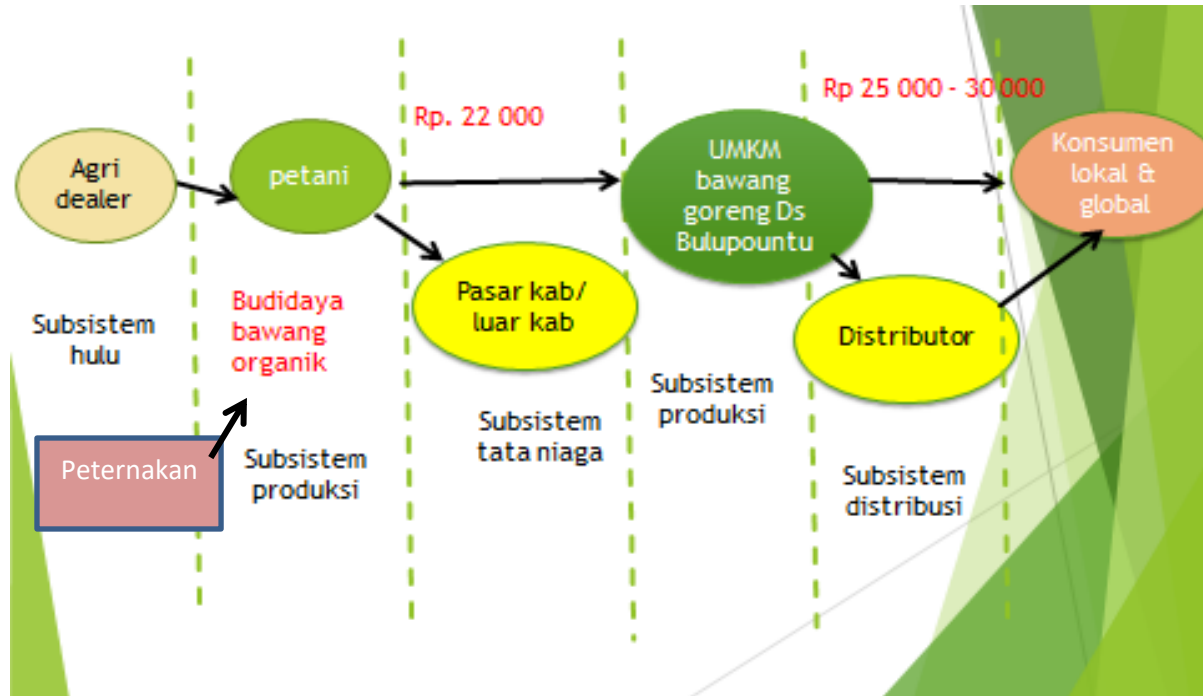 Agri
dealer
petani
Rp. 22 000
UMKM
bawang
goreng Ds
Bulupountu
Rp 25 000 - 30 000
Konsumen
lokal &
global
Pasar kab/
luar kab
Distributor
Subsistem
hulu
Budidaya
bawang
organik
Peternakan
Subsistem
produksi
Subsistem
tata niaga
Subsistem
produksi
Subsistem
distribusi